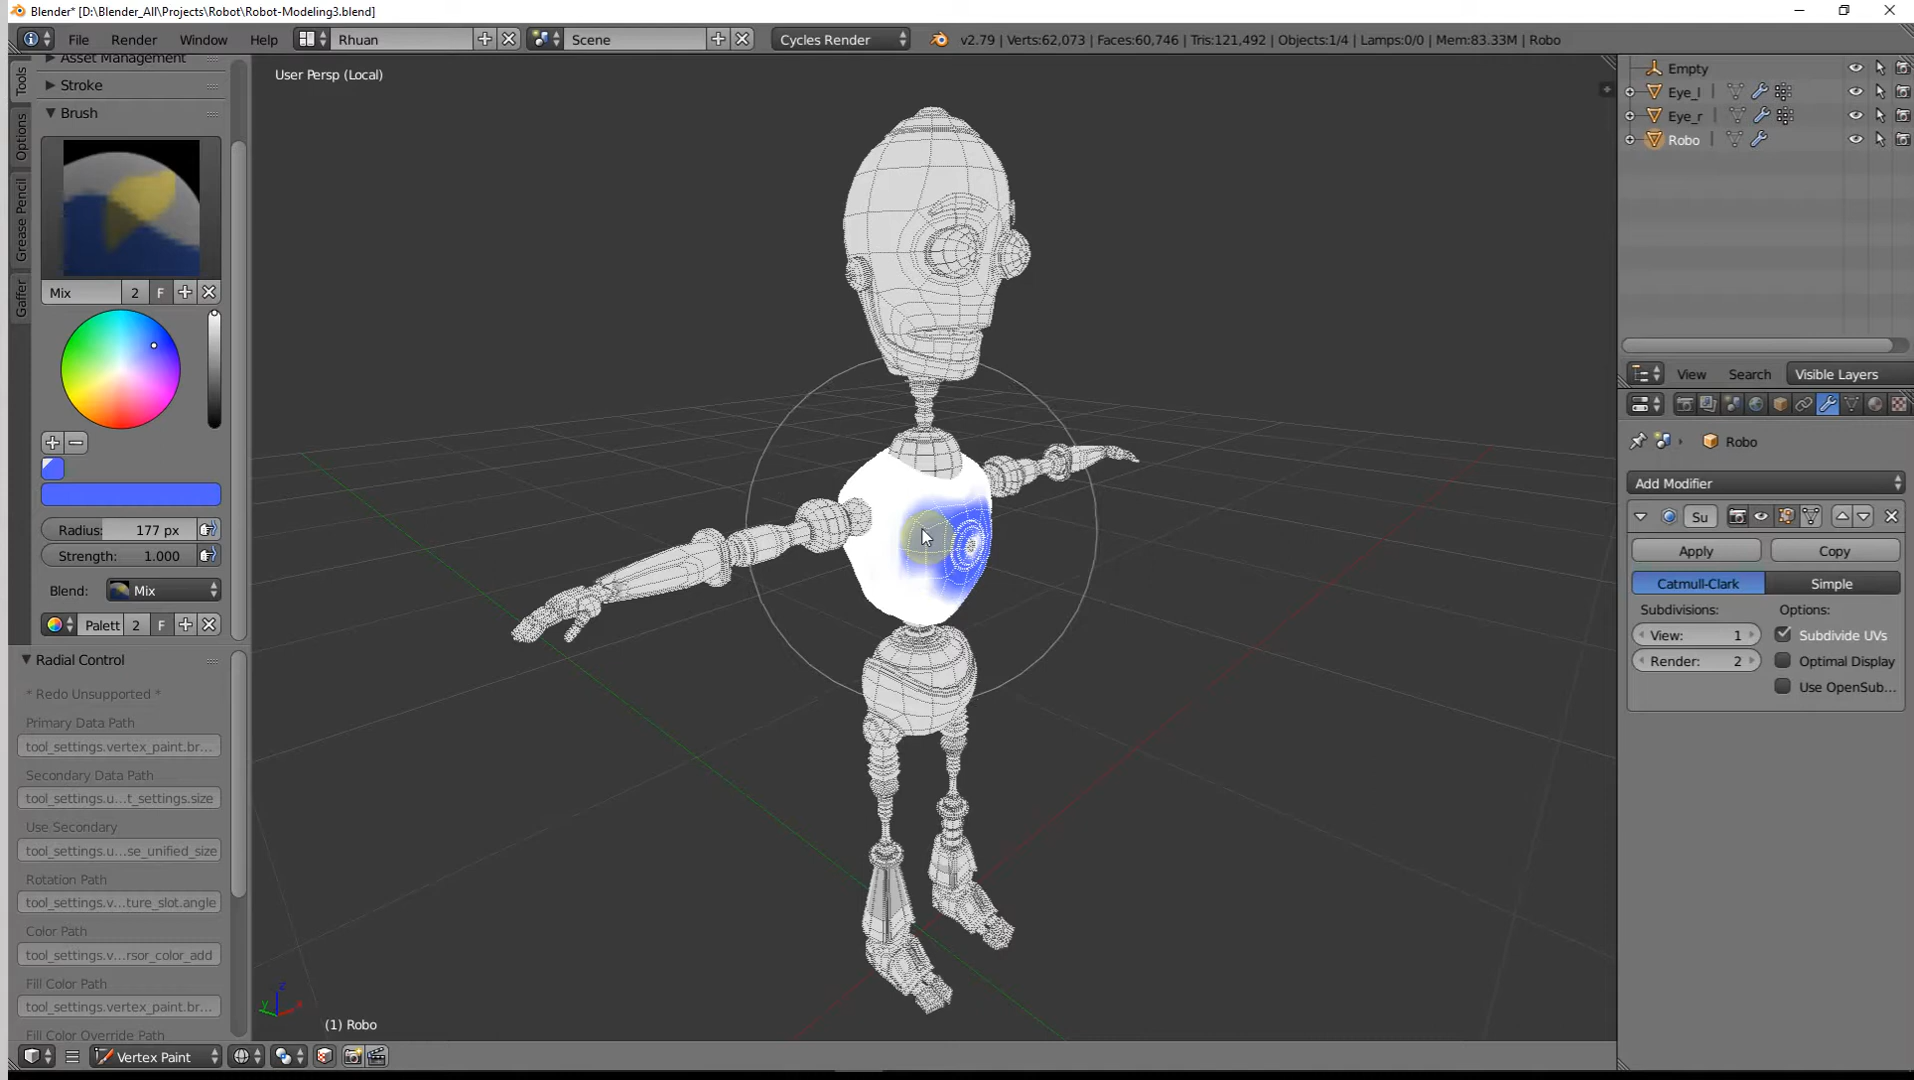 Blender* [D:\Blender_All\Projects\Robot\Robot-Modeling3.blend]
File Render Window Help Rhuan Scene Cycles Render v2.79 | Verts:62,073 | Faces:60,746 | Tris:121,492 | Objects:1/4 | Lamps:0/0 | Mem:83.33M | Robo
Tools
Options
Grease Pencil
Gaffer
Asset Management
Stroke
Brush
Mix 2 F
Radius: 177 px
Strength: 1.000
Blend: Mix
Palett 2 F
Radial Control
* Redo Unsupported *
Primary Data Path
tool_settings.vertex_paint.br...
Secondary Data Path
tool_settings.u...t_settings.size
Use Secondary
tool_settings.u...se_unified_size
Rotation Path
tool_settings.v...ture_slot.angle
Color Path
tool_settings.v...rsor_color_add
Fill Color Path
tool_settings.vertex_paint.br...
Fill Color Override Path
User Persp (Local)
z
y x
(1) Robo
Vertex Paint
Empty
Eye_l
Eye_r
Robo
View Search Visible Layers
Robo
Add Modifier
Su
Apply Copy
Catmull-Clark Simple
Subdivisions: Options:
View: 1 Subdivide UVs
Render: 2 Optimal Display
Use OpenSub...